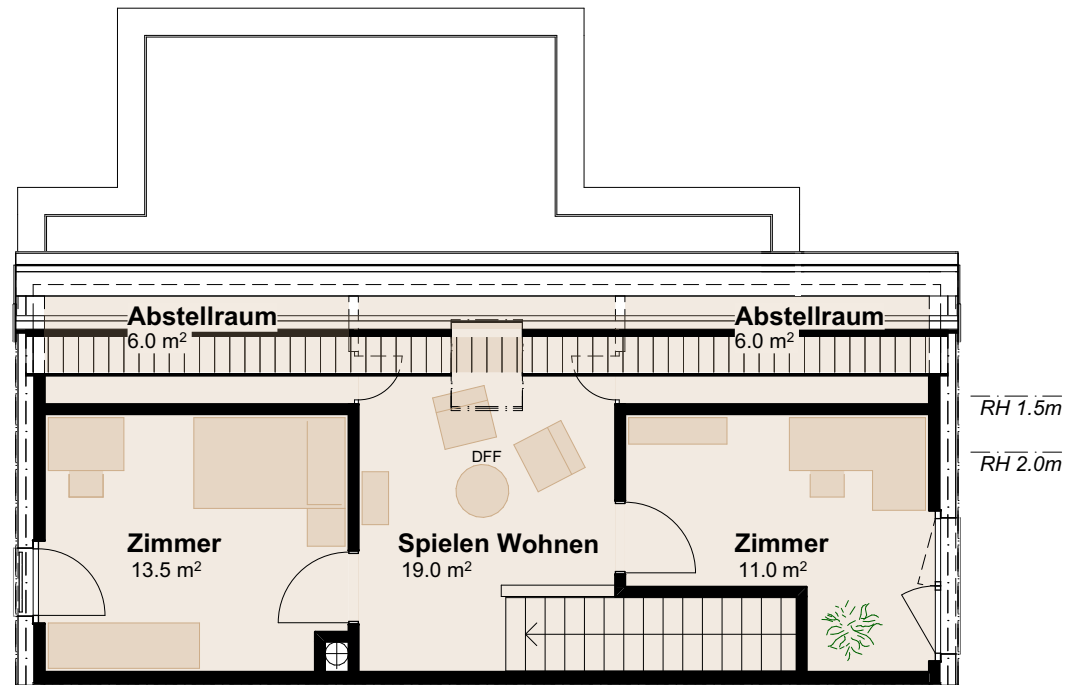 Abstellraum
6.0 m²
Abstellraum
6.0 m²
RH 1.5m
RH 2.0m
DFF
Zimmer
13.5 m²
Spielen Wohnen
19.0 m²
Zimmer
11.0 m²